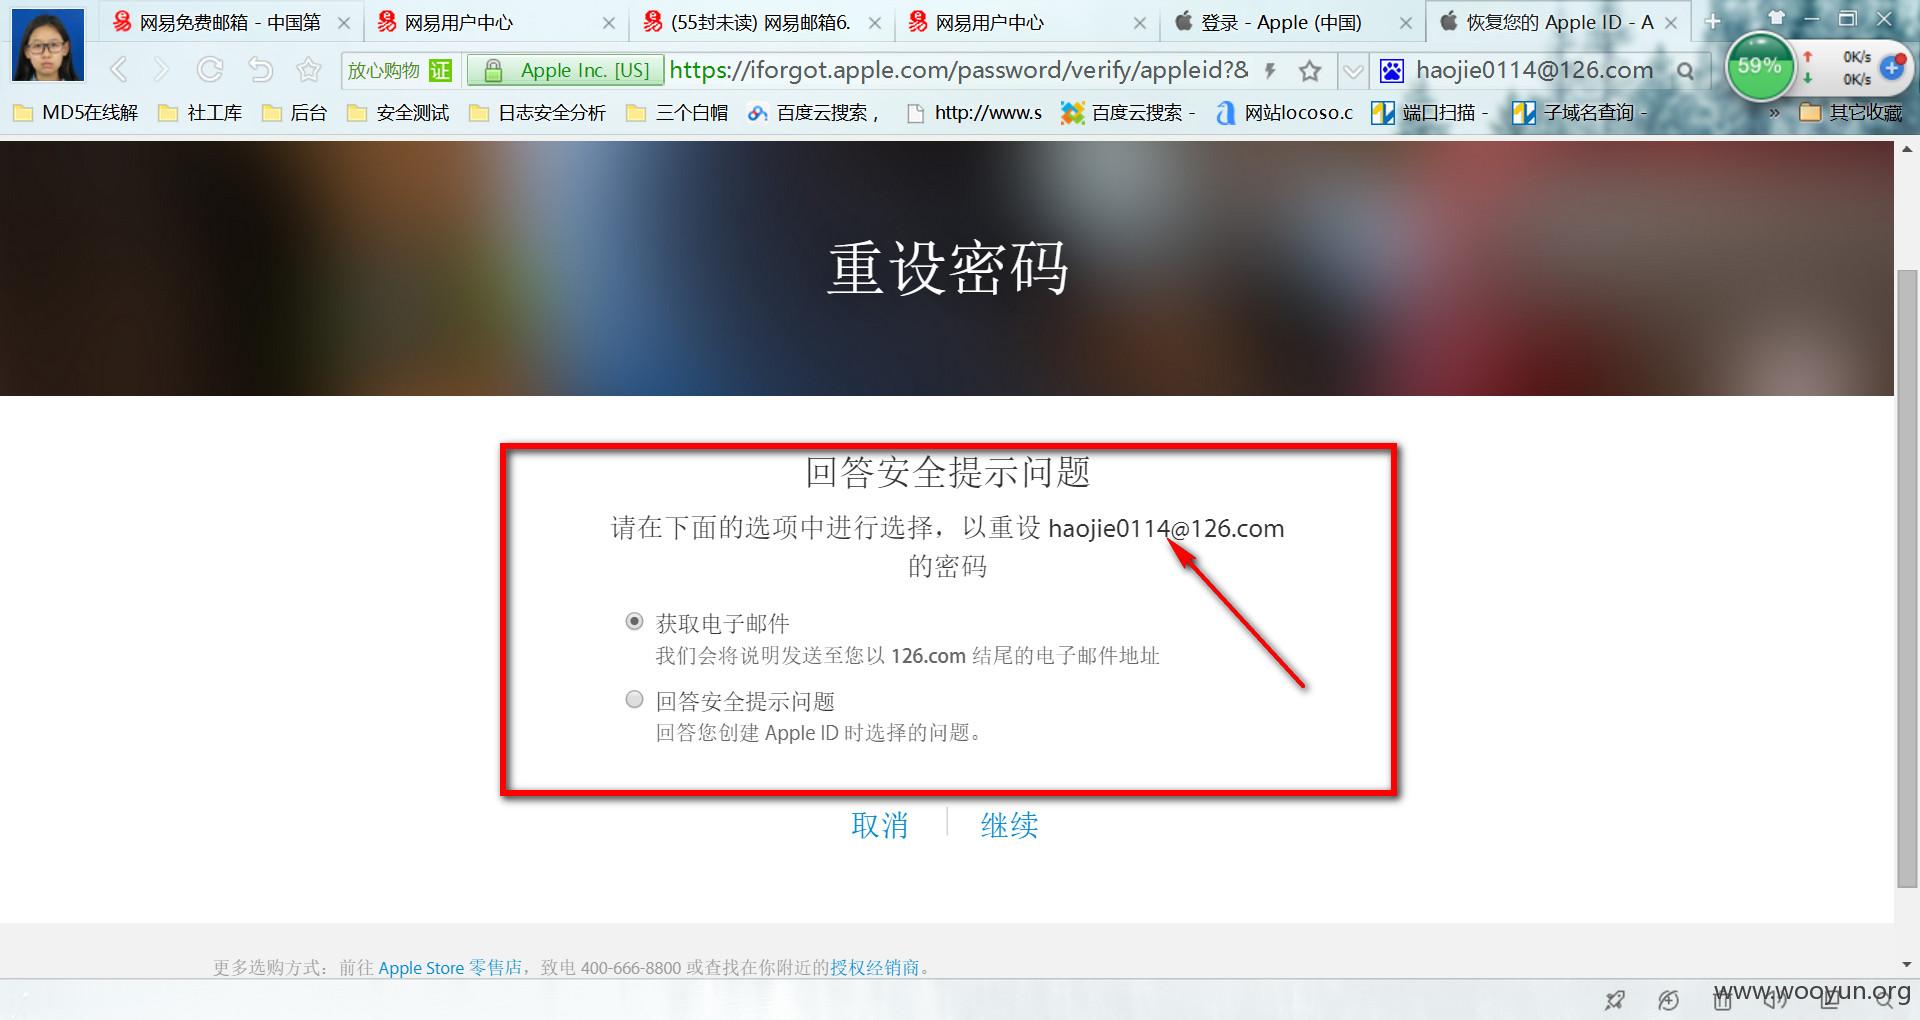 网易免费邮箱 - 中国第
网易用户中心
(55封未读) 网易邮箱6.
网易用户中心
登录 - Apple (中国)
恢复您的 Apple ID - A
放心购物 证
Apple Inc. [US]
https://iforgot.apple.com/password/verify/appleid?&
haojie0114@126.com
59%
0K/s
0K/s
MD5在线解
社工库
后台
安全测试
日志安全分析
三个白帽
百度云搜索，
http://www.s
百度云搜索 -
网站locoso.c
端口扫描 -
子域名查询 -
»
其它收藏
重设密码
回答安全提示问题
请在下面的选项中进行选择，以重设 haojie0114@126.com
的密码
获取电子邮件
我们会将说明发送至您以 126.com 结尾的电子邮件地址
回答安全提示问题
回答您创建 Apple ID 时选择的问题。
取消
继续
更多选购方式：前往 Apple Store 零售店，致电 400-666-8800 或查找在你附近的授权经销商。
www.wooyun.org